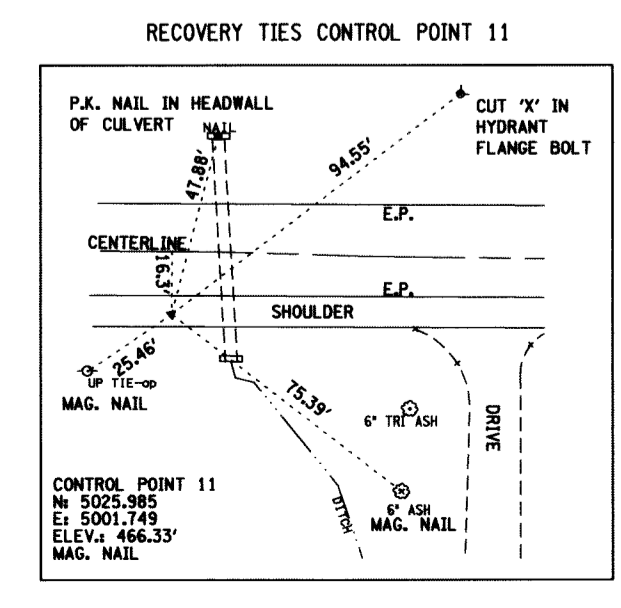 RECOVERY TIES CONTROL POINT 11
P.K. NAIL IN HEADWALL
OF CULVERT
NAIL
CUT 'X' IN
HYDRANT
FLANGE BOLT
47.88'
94.55'
E.P.
CENTERLINE
16.3'
E.P.
SHOULDER
25.46'
UP TIE-op
MAG. NAIL
75.39'
6" TRI ASH
DRIVE
6" ASH
MAG. NAIL
DITCH
CONTROL POINT 11
N: 5025.985
E: 5001.749
ELEV.: 466.33'
MAG. NAIL